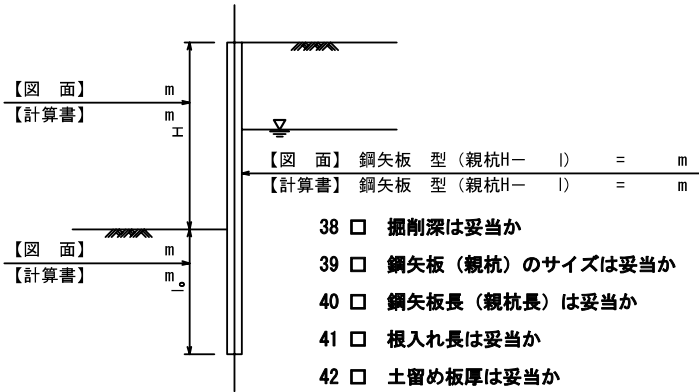 【図　面】　　　　　m
【計算書】　　　　　m
H
【図　面】 鋼矢板　型（親杭H－　　l）　　＝　　　m
【計算書】 鋼矢板　型（親杭H－　　l）　　＝　　　m
【図　面】　　　　　m
【計算書】　　　　　m
lo
38 □ 掘削深は妥当か
39 □ 鋼矢板（親杭）のサイズは妥当か
40 □ 鋼矢板長（親杭長）は妥当か
41 □ 根入れ長は妥当か
42 □ 土留め板厚は妥当か